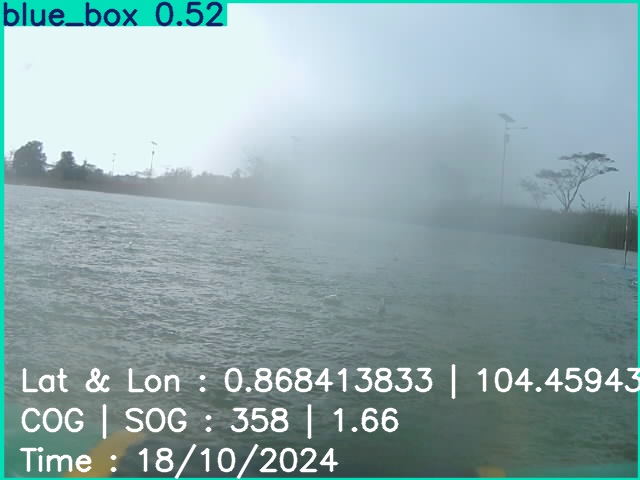 blue_box 0.52
Lat & Lon : 0.868413833 | 104.45943
COG | SOG : 358 | 1.66
Time : 18/10/2024